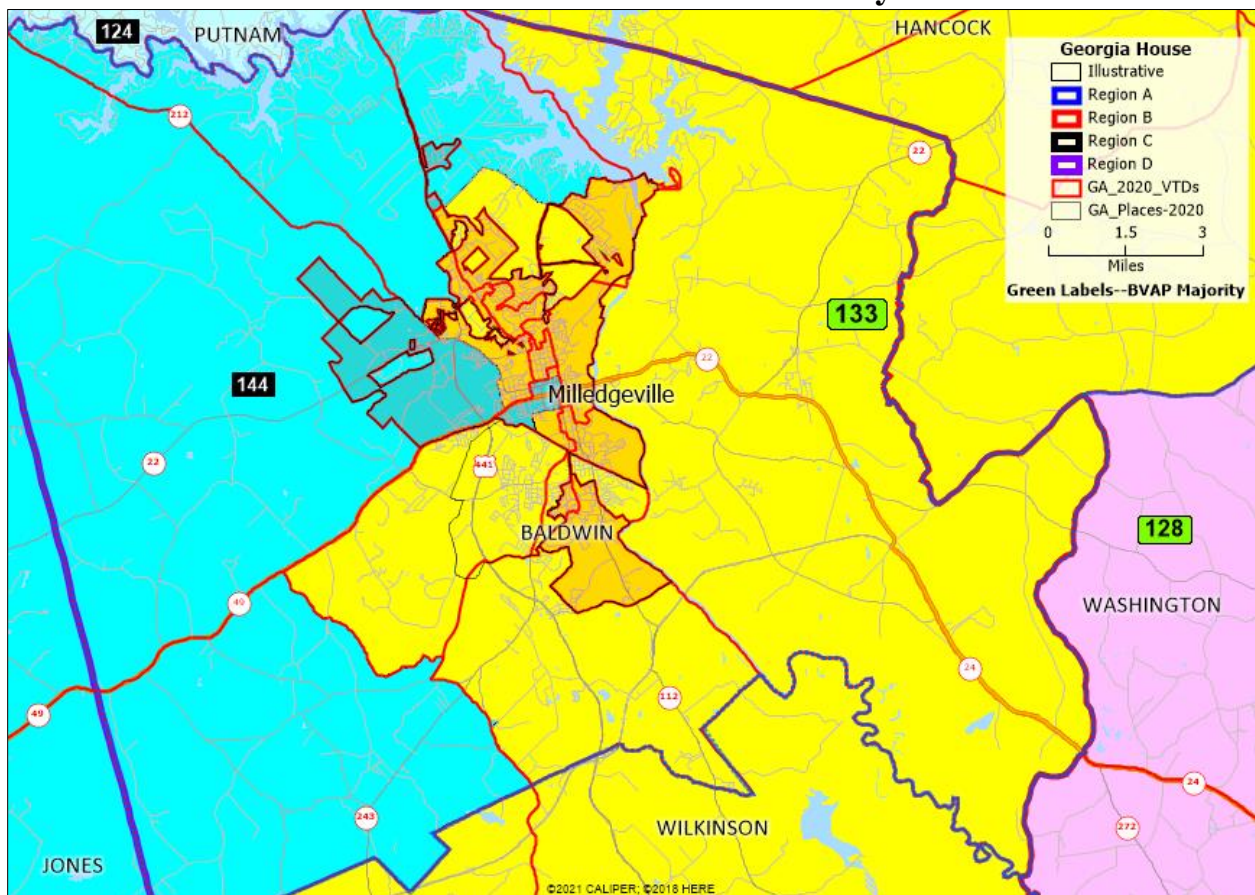 124
PUTNAM
HANCOCK
Georgia House
Illustrative
Region A
Region B
Region C
Region D
GA_2020_VTDs
GA_Places-2020
0 1.5 3
Miles
Green Labels--BVAP Majority
212
22
133
22
144
Milledgeville
22
441
BALDWIN
128
WASHINGTON
49
24
112
49
24
243
WILKINSON
272
JONES
©2021 CALIPER; ©2018 HERE